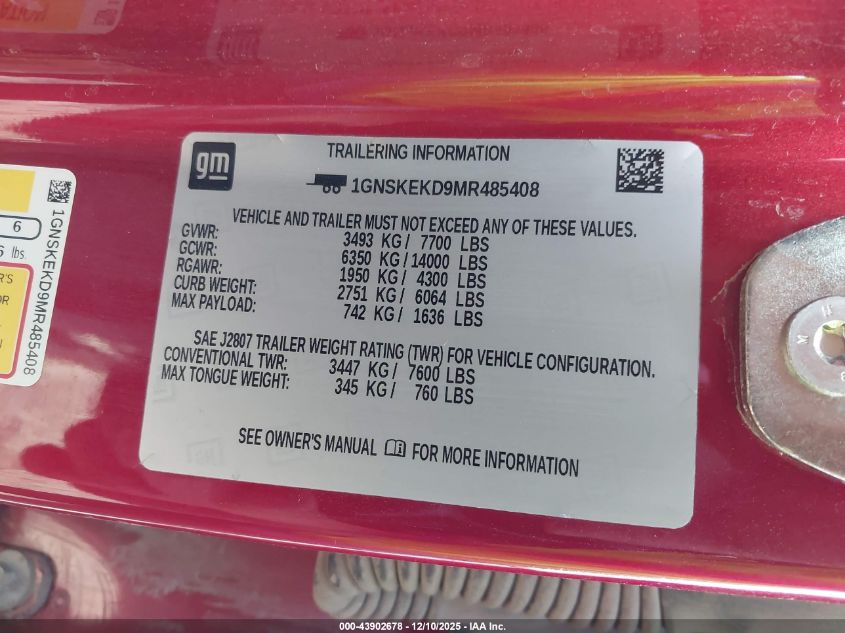 gm
TRAILERING INFORMATION
1GNSKEKD9MR485408
VEHICLE AND TRAILER MUST NOT EXCEED ANY OF THESE VALUES.
GVWR: 3493 KG/ 7700 LBS
GCWR: 6350 KG/ 14000 LBS
RGAWR: 1950 KG/ 4300 LBS
CURB WEIGHT: 2751 KG/ 6064 LBS
MAX PAYLOAD: 742 KG/ 1636 LBS
SAE J2807 TRAILER WEIGHT RATING (TWR) FOR VEHICLE CONFIGURATION.
CONVENTIONAL TWR: 3447 KG/ 7600 LBS
MAX TONGUE WEIGHT: 345 KG/ 760 LBS
SEE OWNER'S MANUAL FOR MORE INFORMATION
6
lbs.
1GNSKEKD9MR485408
000-43902678 - 12/10/2025 - IAA Inc.